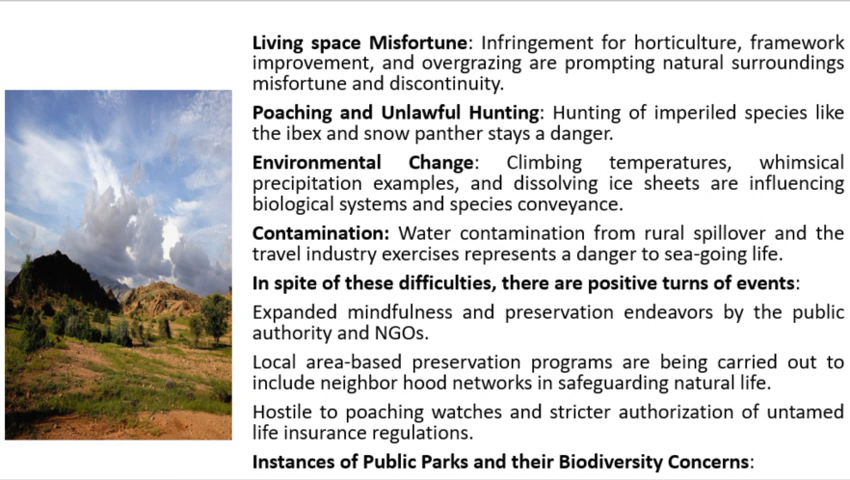 Living space Misfortune: Infringement for horticulture, framework
improvement, and overgrazing are prompting natural surroundings
misfortune and discontinuity.
Poaching and Unlawful Hunting: Hunting of imperiled species like
the ibex and snow panther stays a danger.
Environmental Change: Climbing temperatures, whimsical
precipitation examples, and dissolving ice sheets are influencing
biological systems and species conveyance.
Contamination: Water contamination from rural spillover and the
travel industry exercises represents a danger to sea-going life.
In spite of these difficulties, there are positive turns of events:
Expanded mindfulness and preservation endeavors by the public
authority and NGOs.
Local area-based preservation programs are being carried out to
include neighbor hood networks in safeguarding natural life.
Hostile to poaching watches and stricter authorization of untamed
life insurance regulations.
Instances of Public Parks and their Biodiversity Concerns: